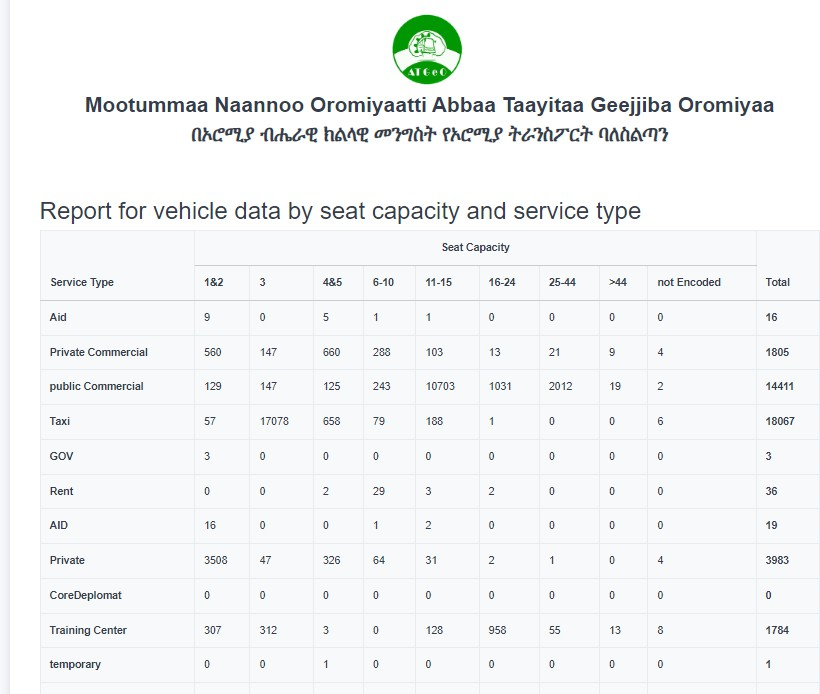 ATGeO
Mootummaa Naannoo Oromiyaatti Abbaa Taayitaa Geejjiba Oromiyaa
በኦሮሚያ ብሔራዊ ክልላዊ መንግስት የኦሮሚያ ትራንስፖርት ባለስልጣን
Report for vehicle data by seat capacity and service type
Seat Capacity
Service Type 1&2 3 4&5 6-10 11-15 16-24 25-44 >44 not Encoded Total
Aid 9 0 5 1 1 0 0 0 0 16
Private Commercial 560 147 660 288 103 13 21 9 4 1805
public Commercial 129 147 125 243 10703 1031 2012 19 2 14411
Taxi 57 17078 658 79 188 1 0 0 6 18067
GOV 3 0 0 0 0 0 0 0 0 3
Rent 0 0 2 29 3 2 0 0 0 36
AID 16 0 0 1 2 0 0 0 0 19
Private 3508 47 326 64 31 2 1 0 4 3983
CoreDeplomat 0 0 0 0 0 0 0 0 0 0
Training Center 307 312 3 0 128 958 55 13 8 1784
temporary 0 0 1 0 0 0 0 0 0 1